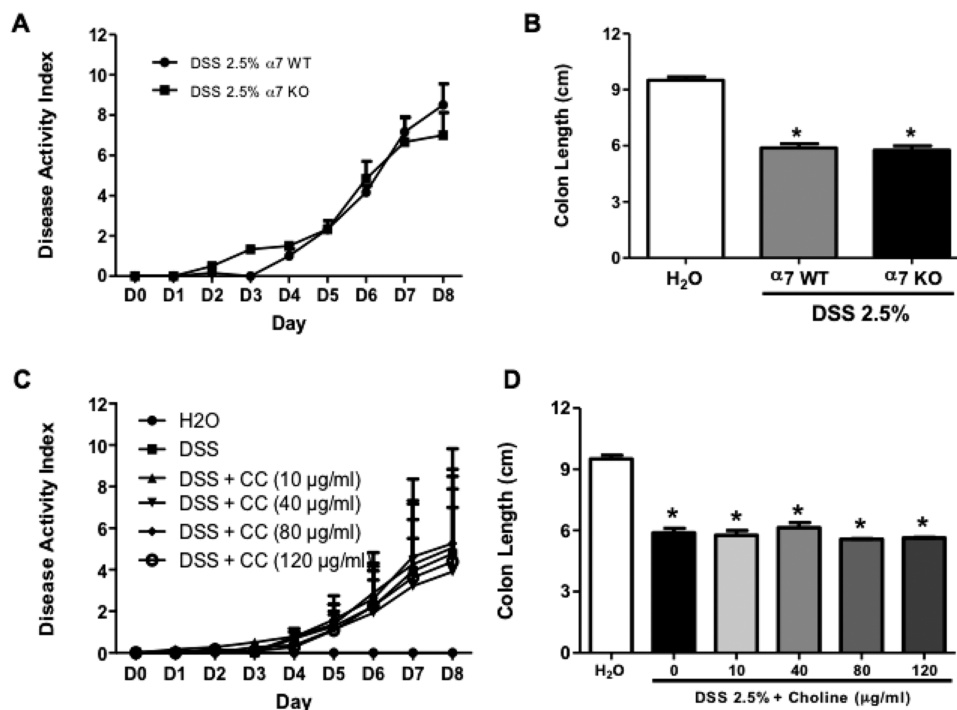 A
Disease Activity Index
12
10
8
6
4
2
0
DSS 2.5% α7 WT
DSS 2.5% α7 KO
D0 D1 D2 D3 D4 D5 D6 D7 D8
Day
B
Colon Length (cm)
12
9
6
3
0
* *
H₂O α7 WT α7 KO
DSS 2.5%
C
Disease Activity Index
12
10
8
6
4
2
0
H2O
DSS
DSS + CC (10 µg/ml)
DSS + CC (40 µg/ml)
DSS + CC (80 µg/ml)
DSS + CC (120 µg/ml
D0 D1 D2 D3 D4 D5 D6 D7 D8
Day
D
Colon Length (cm)
12
9
6
3
0
* * * * *
H₂O 0 10 40 80 120
DSS 2.5% + Choline (µg/ml)